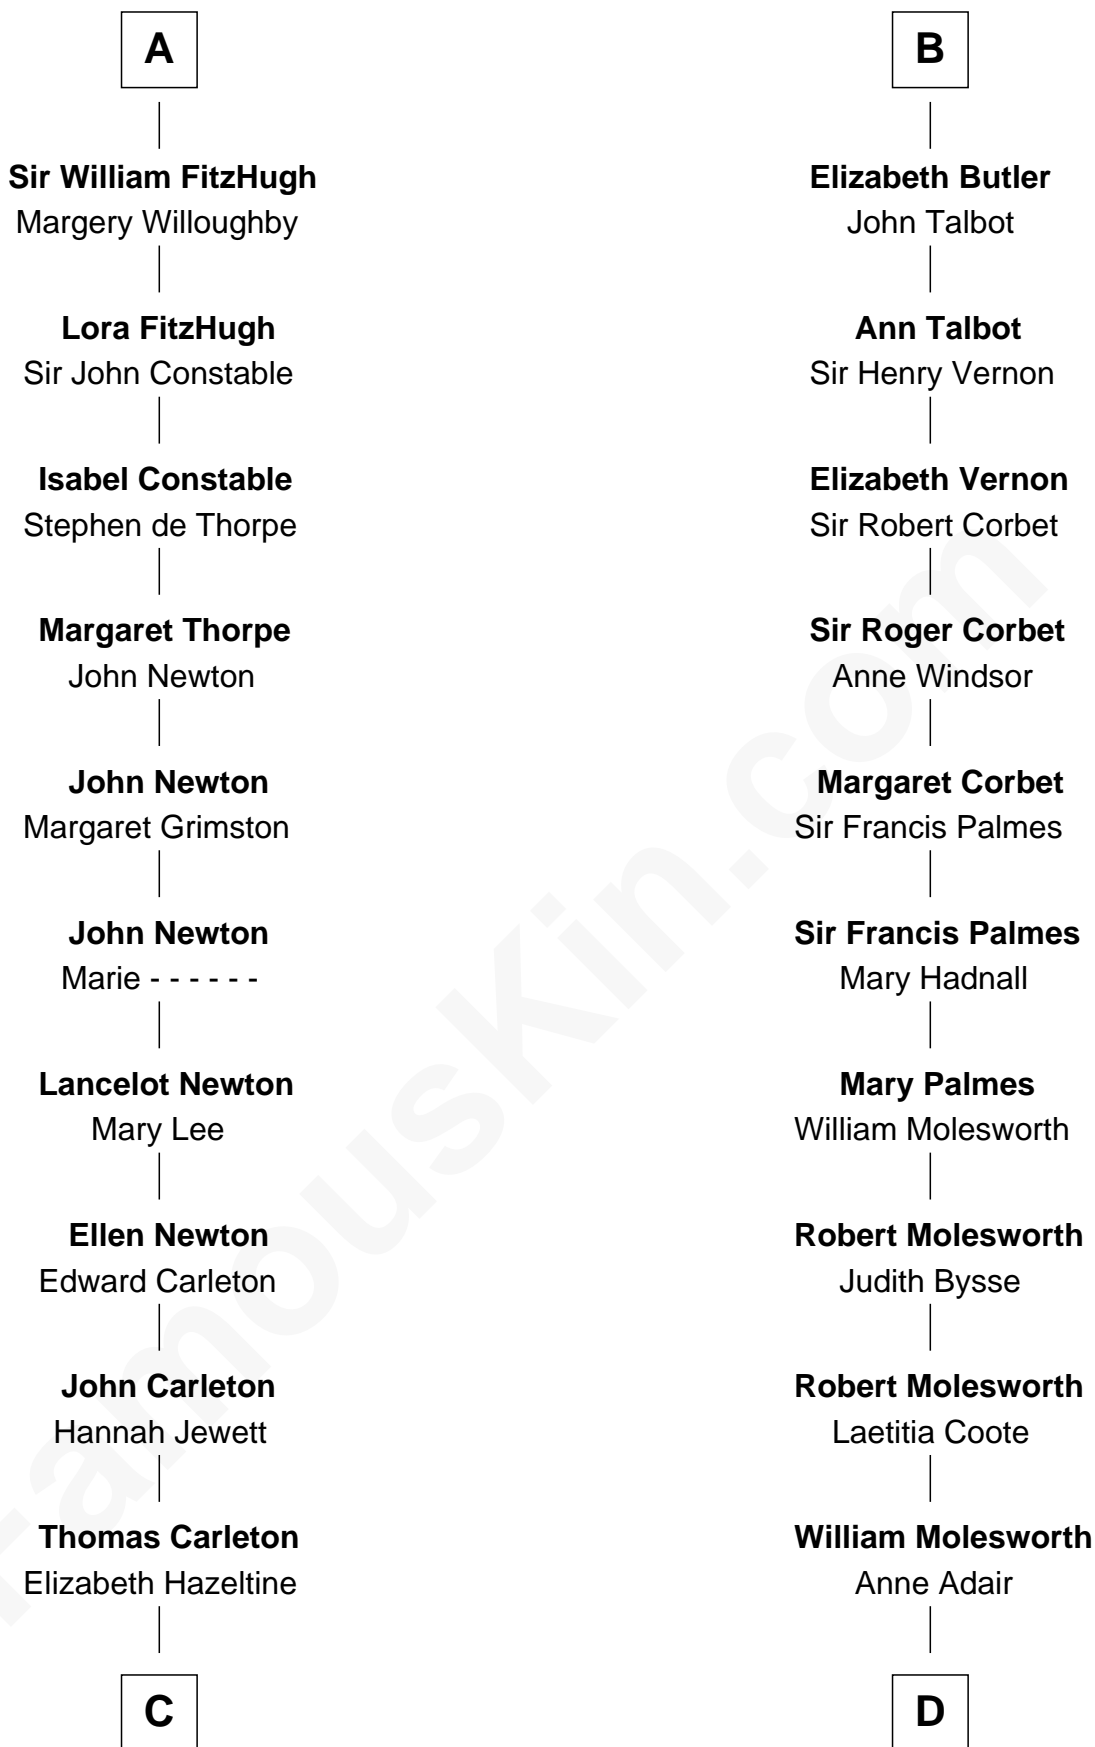 A
Sir William FitzHugh
Margery Willoughby
Lora FitzHugh
Sir John Constable
Isabel Constable
Stephen de Thorpe
Margaret Thorpe
John Newton
John Newton
Margaret Grimston
John Newton
Marie - - - - - -
Lancelot Newton
Mary Lee
Ellen Newton
Edward Carleton
John Carleton
Hannah Jewett
Thomas Carleton
Elizabeth Hazeltine
C
B
Elizabeth Butler
John Talbot
Ann Talbot
Sir Henry Vernon
Elizabeth Vernon
Sir Robert Corbet
Sir Roger Corbet
Anne Windsor
Margaret Corbet
Sir Francis Palmes
Sir Francis Palmes
Mary Hadnall
Mary Palmes
William Molesworth
Robert Molesworth
Judith Bysse
Robert Molesworth
Laetitia Coote
William Molesworth
Anne Adair
D
FamousKin.com